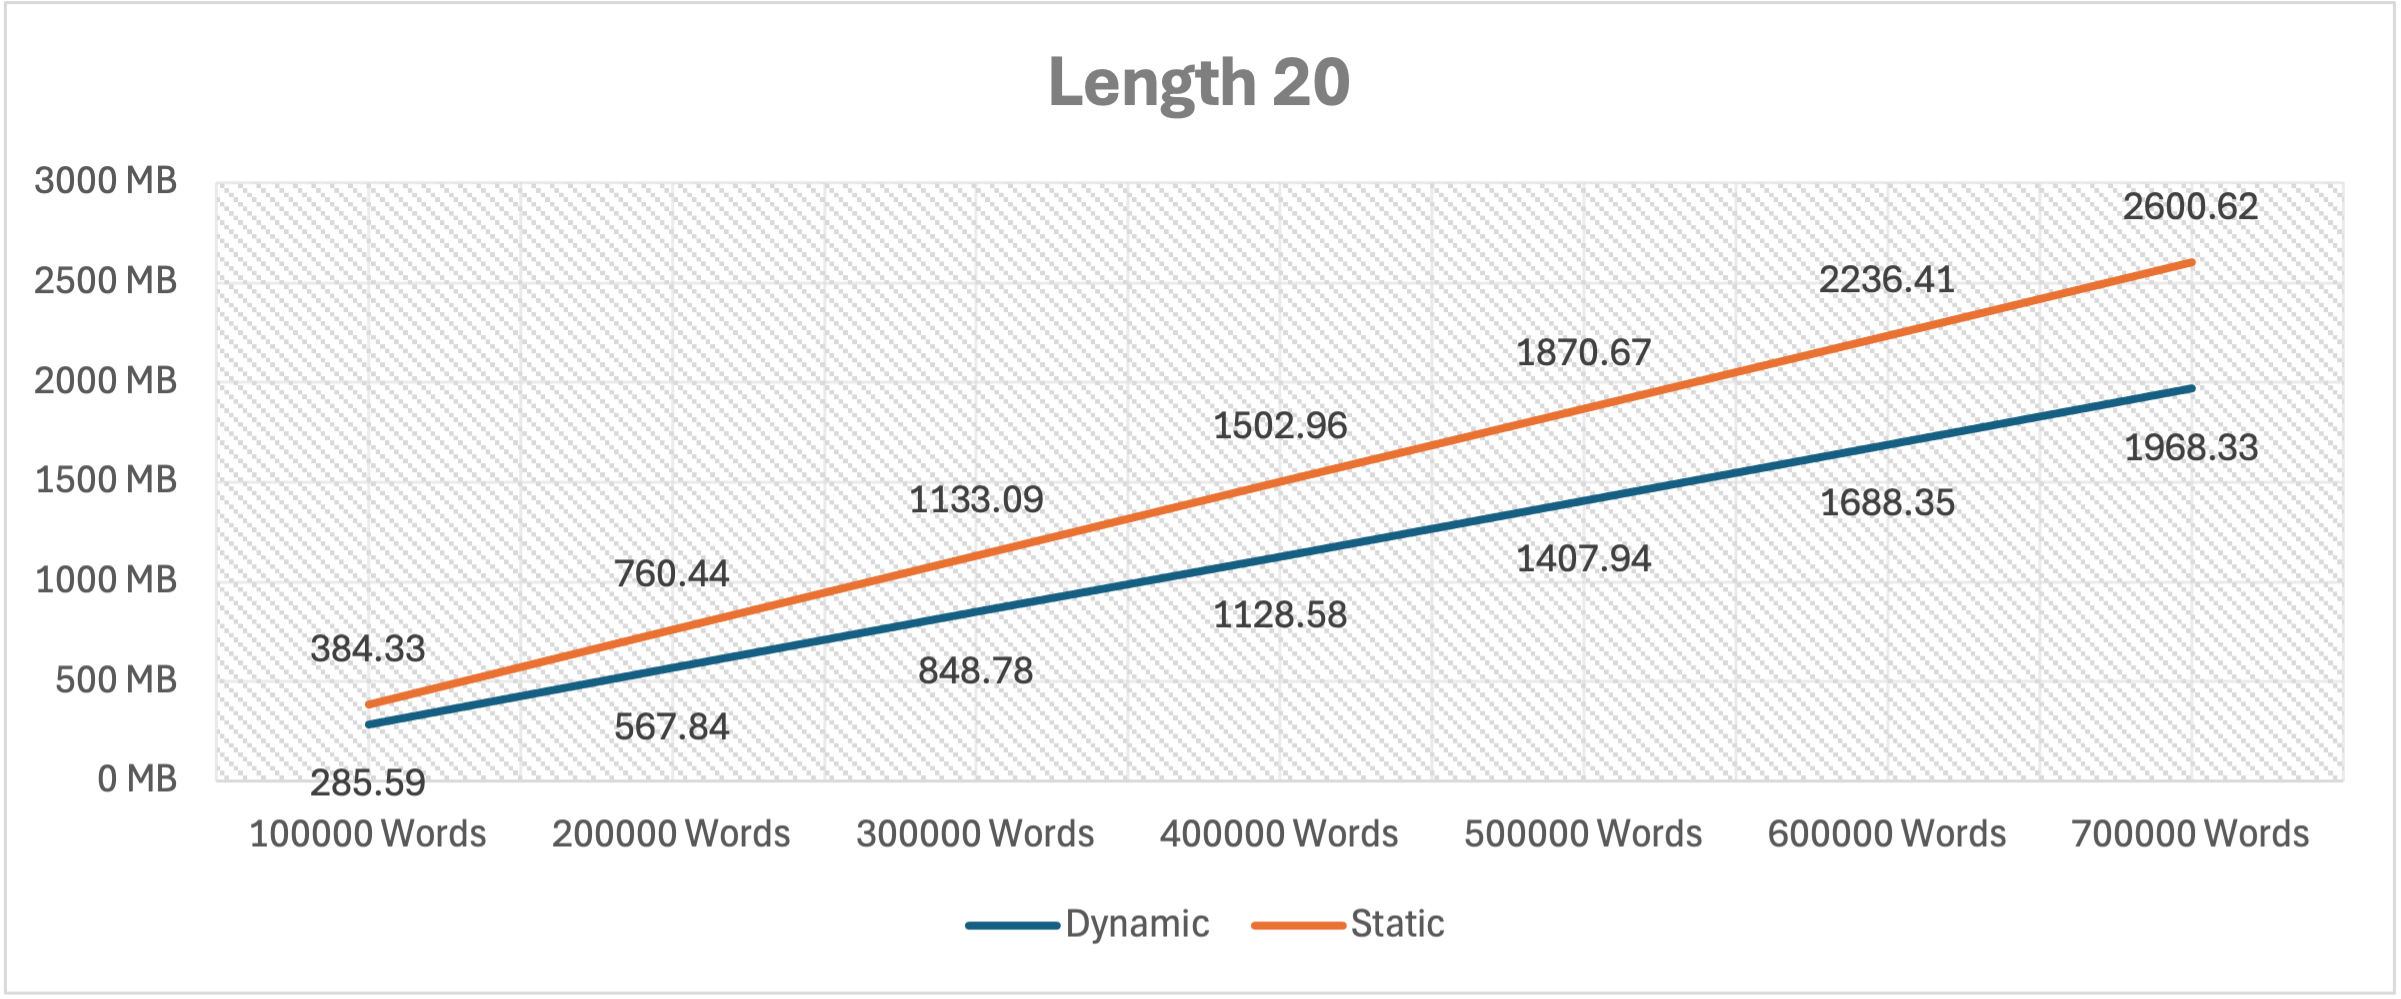 Length 20
3000 MB
2500 MB
2000 MB
1500 MB
1000 MB
500 MB
0 MB
2600.62
2236.41
1870.67
1502.96
1133.09
760.44
384.33
1968.33
1688.35
1407.94
1128.58
848.78
567.84
285.59
100000 Words 200000 Words 300000 Words 400000 Words 500000 Words 600000 Words 700000 Words
Dynamic Static